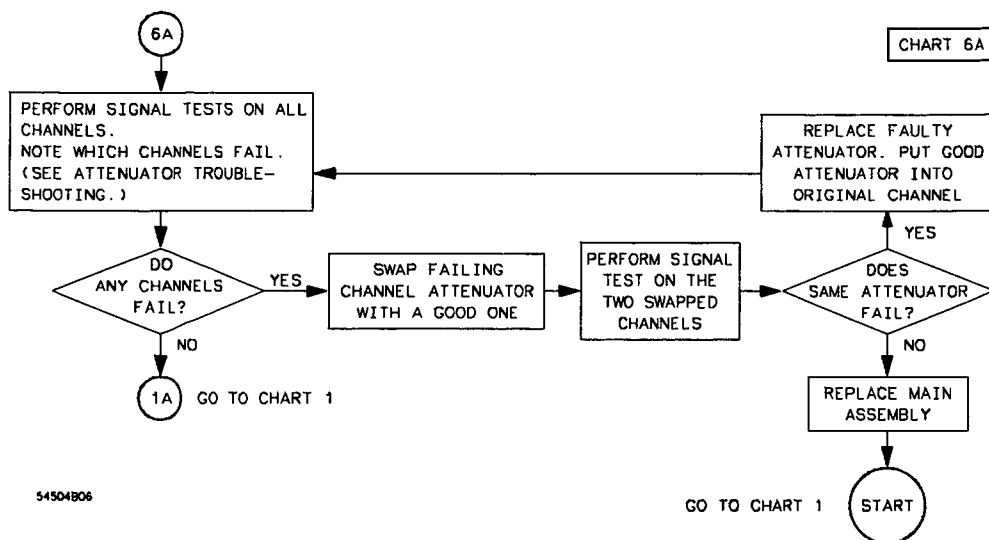 6A
CHART 6A
PERFORM SIGNAL TESTS ON ALL
CHANNELS.
NOTE WHICH CHANNELS FAIL.
(SEE ATTENUATOR TROUBLE-
SHOOTING.)
REPLACE FAULTY
ATTENUATOR. PUT GOOD
ATTENUATOR INTO
ORIGINAL CHANNEL
YES
DO
ANY CHANNELS
FAIL?
YES
SWAP FAILING
CHANNEL ATTENUATOR
WITH A GOOD ONE
PERFORM SIGNAL
TEST ON THE
TWO SWAPPED
CHANNELS
DOES
SAME ATTENUATOR
FAIL?
NO
NO
1A
GO TO CHART 1
REPLACE MAIN
ASSEMBLY
54504B06
GO TO CHART 1
START